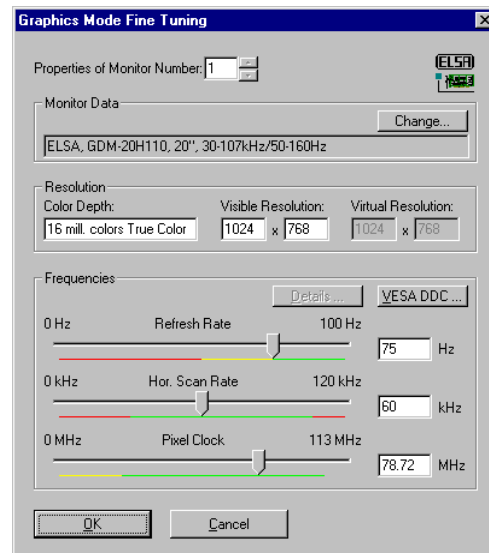 Graphics Mode Fine Tuning
Properties of Monitor Number: 1
ELSA
Monitor Data
Change...
ELSA, GDM-20H110, 20", 30-107kHz/50-160Hz
Resolution
Color Depth: Visible Resolution: Virtual Resolution:
16 mill. colors True Color 1024 x 768 1024 x 768
Frequencies
Details ... VESA DDC ...
0 Hz Refresh Rate 100 Hz
75 Hz
0 kHz Hor. Scan Rate 120 kHz
60 kHz
0 MHz Pixel Clock 113 MHz
78.72 MHz
OK Cancel